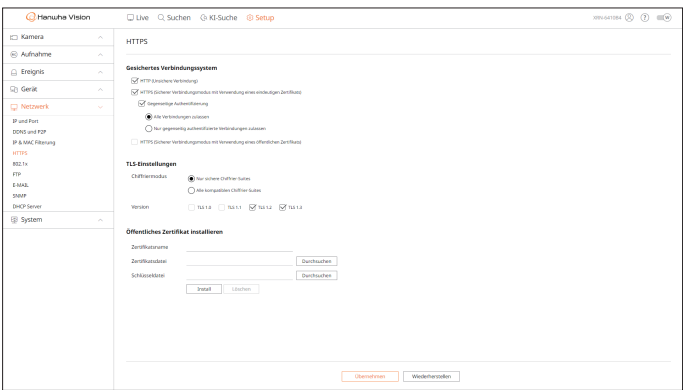 Hanwha Vision
Live Suchen KI-Suche Setup
Kamera
Aufnahme
Ereignis
Gerät
Netzwerk
IP und Port
DDNS und P2P
IP & MAC Filterung
HTTPS
802.1x
FTP
E-MAIL
SNMP
DHCP Server
System
HTTPS
Gesichertes Verbindungssystem
HTTP (Unsichere Verbindung)
HTTPS (Sicherer Verbindungsmodus mit Verwendung eines eindeutigen Zertifikats)
Gegenseitige Authentifizierung
Alle Verbindungen zulassen
Nur gegenseitig authentifizierte Verbindungen zulassen
HTTPS (Sicherer Verbindungsmodus mit Verwendung eines öffentlichen Zertifikats)
TLS-Einstellungen
Chiffriermodus
Nur sichere Chiffrier-Suites
Alle kompatiblen Chiffrier-Suites
Version TLS 1.0 TLS 1.1 TLS 1.2 TLS 1.3
Öffentliches Zertifikat installieren
Zertifikatsname
Zertifikatsdatei Durchsuchen
Schlüsseldatei Durchsuchen
Install Löschen
Übernehmen Wiederherstellen